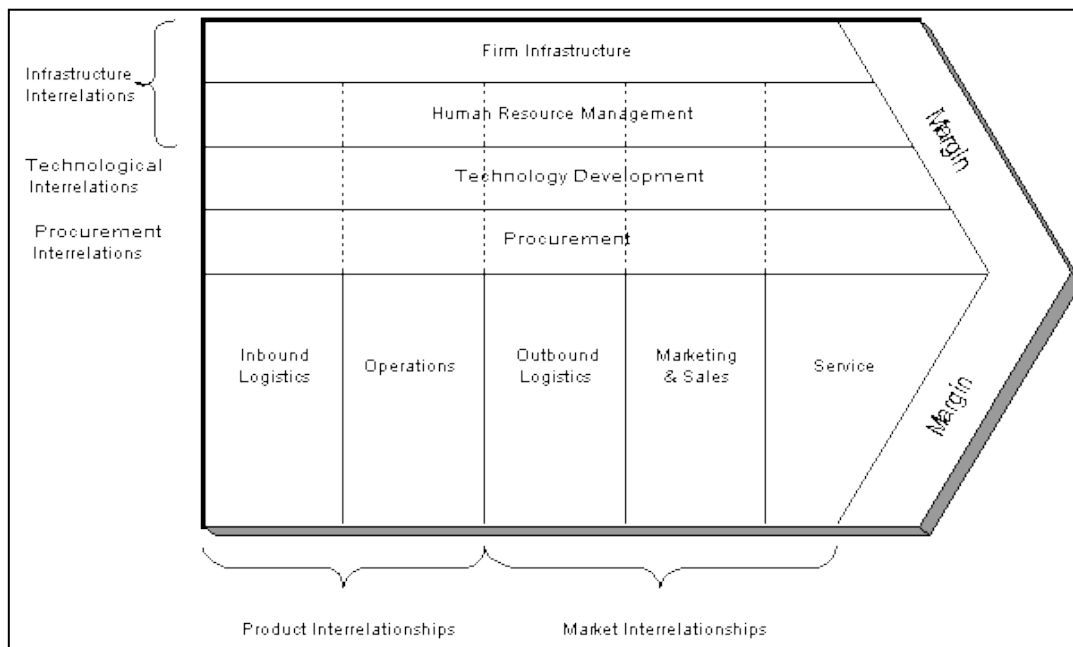 Firm Infrastructure
Infrastructure
Interrelations
Human Resource Management
Margin
Technological
Interrelations
Technology Development
Procurement
Interrelations
Procurement
Inbound
Logistics
Operations
Outbound
Logistics
Marketing
& Sales
Service
Margin
Product Interrelationships
Market Interrelationships